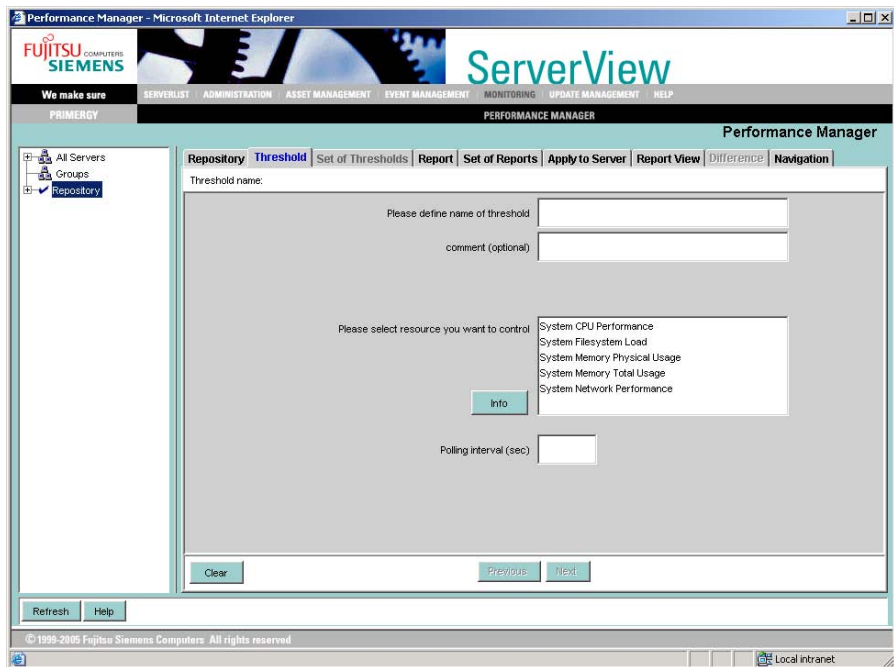 Performance Manager - Microsoft Internet Explorer
FUJITSU COMPUTERS
SIEMENS
ServerView
We make sure
SERVERLIST ADMINISTRATION ASSET MANAGEMENT EVENT MANAGEMENT MONITORING UPDATE MANAGEMENT HELP
PRIMERGY
PERFORMANCE MANAGER
Performance Manager
All Servers
Groups
Repository
Repository Threshold Set of Thresholds Report Set of Reports Apply to Server Report View Difference Navigation
Threshold name:
Please define name of threshold
comment (optional)
Please select resource you want to control
System CPU Performance
System Filesystem Load
System Memory Physical Usage
System Memory Total Usage
System Network Performance
Info
Polling interval (sec)
Clear Previous Next
Refresh Help
© 1999-2005 Fujitsu Siemens Computers All rights reserved
Local intranet